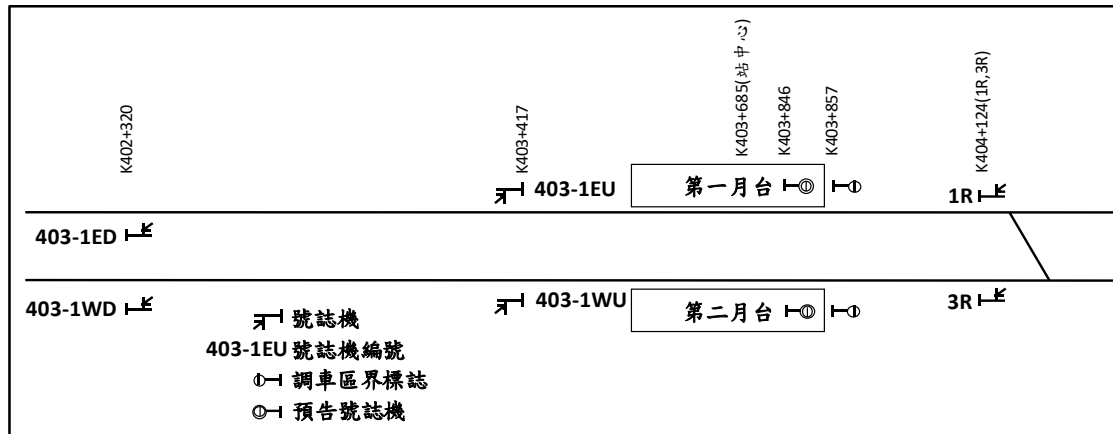 K402+320
K403+417
K403+685(站中心)
K403+846
K403+857
K404+124(1R,3R)
403-1EU
第一月台
1R
403-1ED
403-1WD
403-1WU
第二月台
3R
號誌機
403-1EU 號誌機編號
調車區界標誌
預告號誌機